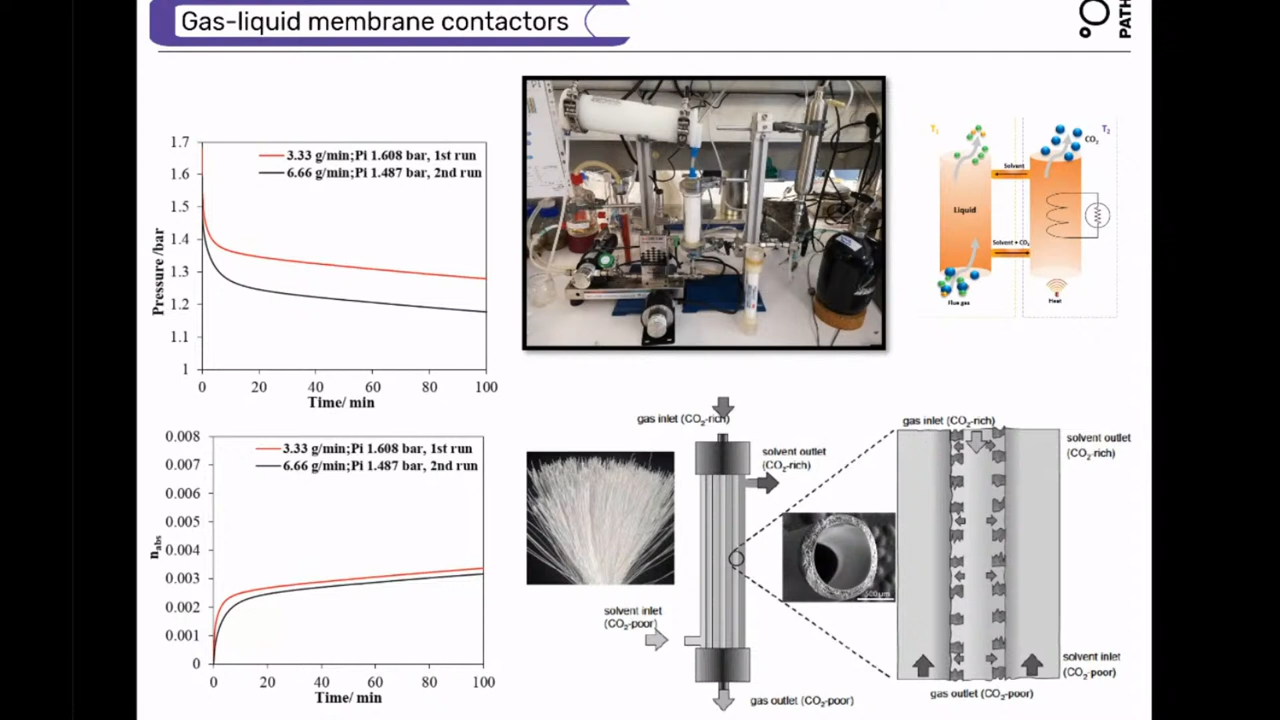 Gas-liquid membrane contactors
PATH
1.7
1.6
1.5
1.4
1.3
1.2
1.1
1
Pressure /bar
3.33 g/min;Pi 1.608 bar, 1st run
6.66 g/min;Pi 1.487 bar, 2nd run
0 20 40 60 80 100
Time/ min
T₁
T₂
CO₂
Solvent
Liquid
Solvent + CO₂
Flue gas
Heat
0.008
0.007
0.006
0.005
0.004
0.003
0.002
0.001
0
nabs
3.33 g/min;Pi 1.608 bar, 1st run
6.66 g/min;Pi 1.487 bar, 2nd run
0 20 40 60 80 100
Time/ min
gas inlet (CO₂-rich)
solvent outlet
(CO₂-rich)
solvent inlet
(CO₂-poor)
gas outlet (CO₂-poor)
500µm
gas inlet (CO₂-rich)
solvent outlet
(CO₂-rich)
solvent inlet
(CO₂-poor)
gas outlet (CO₂-poor)